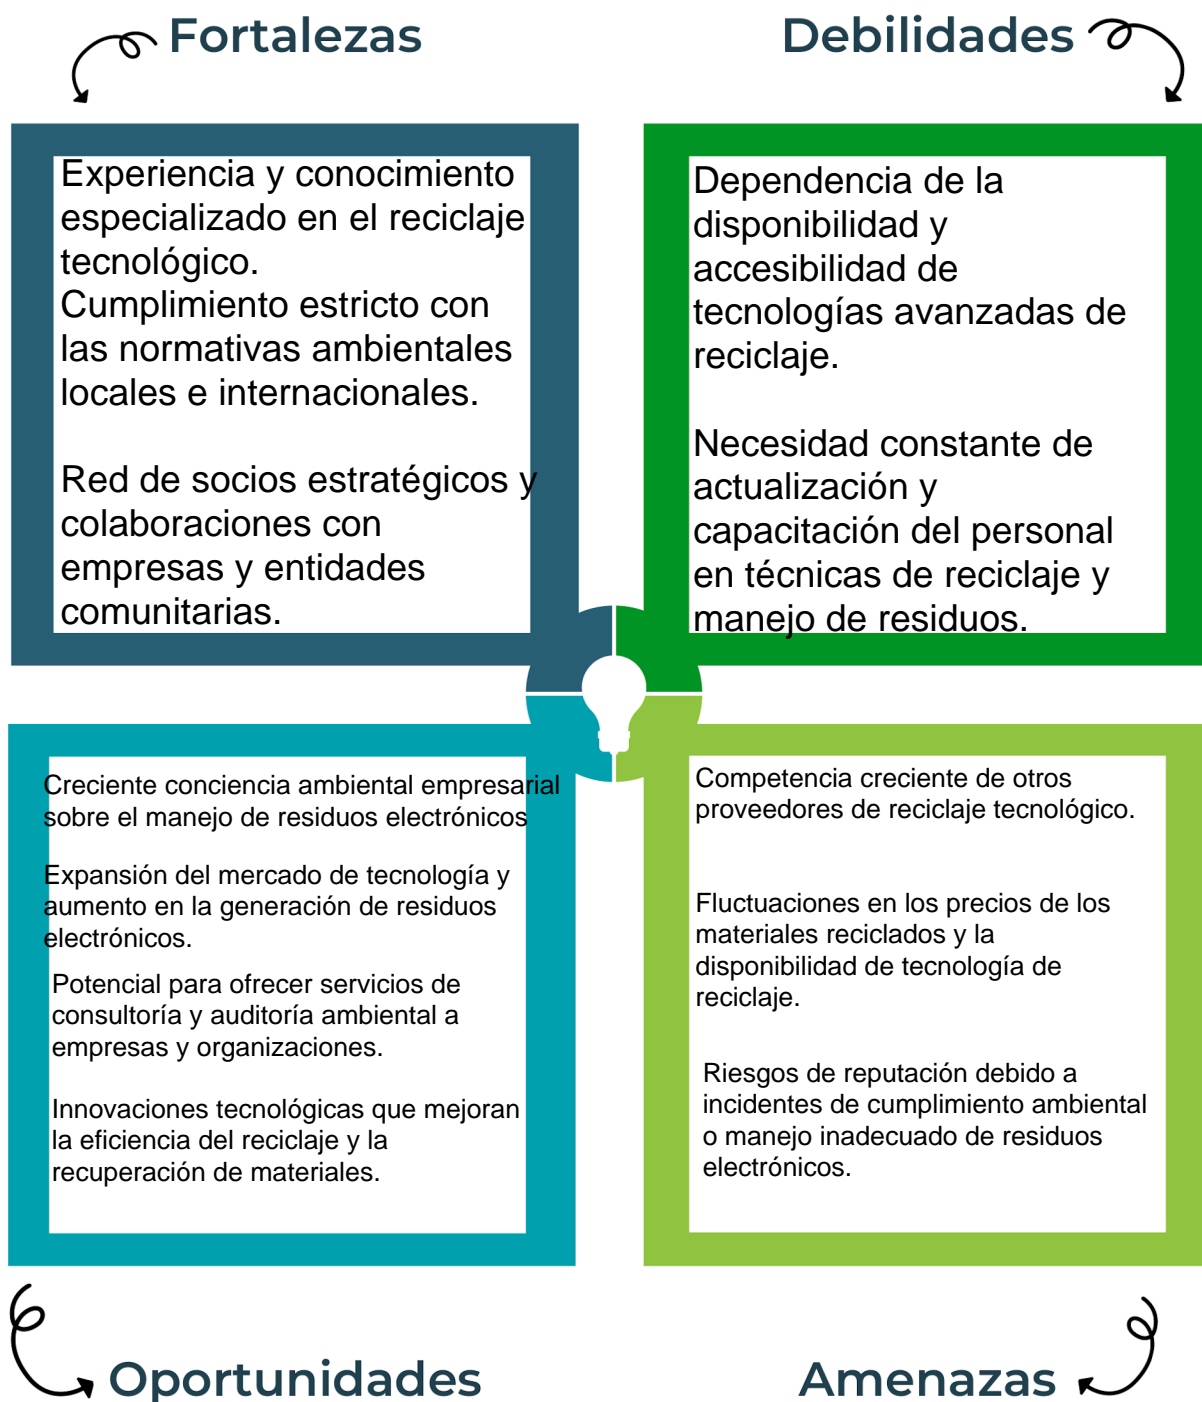 Fortalezas
Experiencia y conocimiento
especializado en el reciclaje
tecnológico.
Cumplimiento estricto con
las normativas ambientales
locales e internacionales.
Red de socios estratégicos y
colaboraciones con
empresas y entidades
comunitarias.
Debilidades
Dependencia de la
disponibilidad y
accesibilidad de
tecnologías avanzadas de
reciclaje.
Necesidad constante de
actualización y
capacitación del personal
en técnicas de reciclaje y
manejo de residuos.
Creciente conciencia ambiental empresarial
sobre el manejo de residuos electrónicos
Expansión del mercado de tecnología y
aumento en la generación de residuos
electrónicos.
Potencial para ofrecer servicios de
consultoría y auditoría ambiental a
empresas y organizaciones.
Innovaciones tecnológicas que mejoran
la eficiencia del reciclaje y la
recuperación de materiales.
Oportunidades
Competencia creciente de otros
proveedores de reciclaje tecnológico.
Fluctuaciones en los precios de los
materiales reciclados y la
disponibilidad de tecnología de
reciclaje.
Riesgos de reputación debido a
incidentes de cumplimiento ambiental
o manejo inadecuado de residuos
electrónicos.
Amenazas